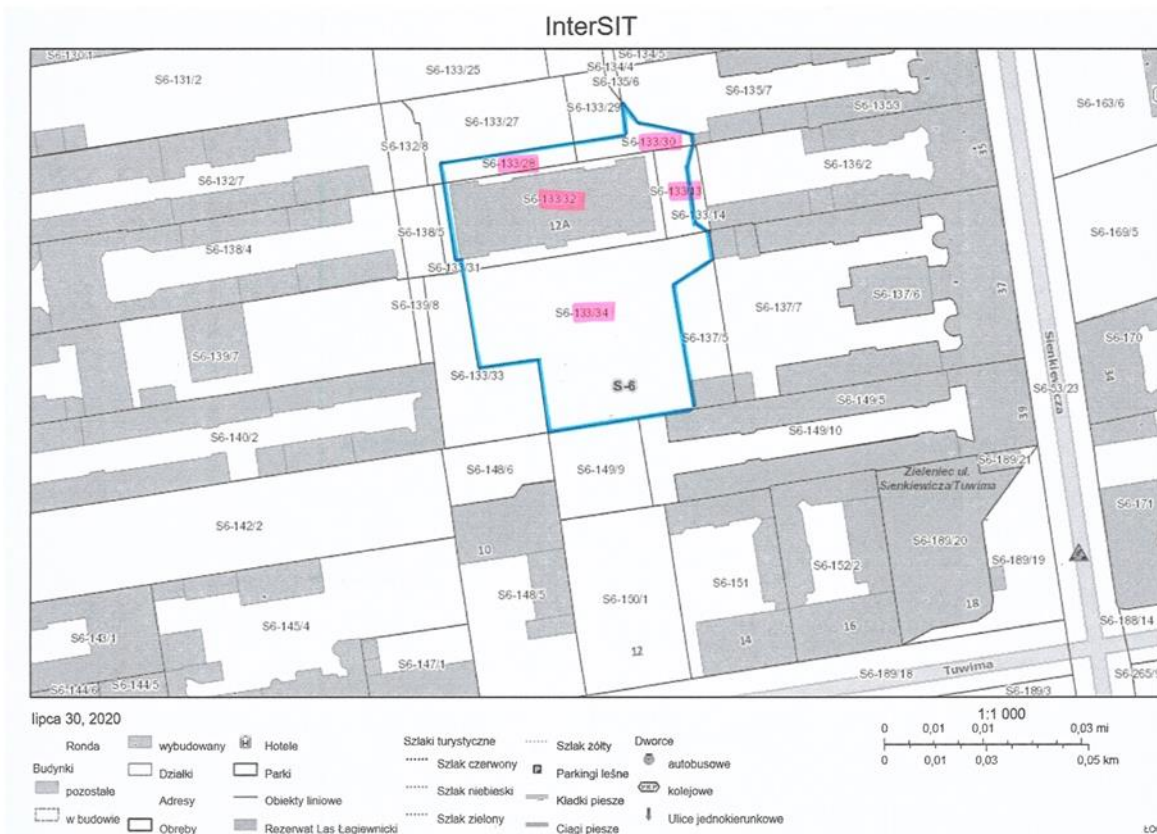 InterSIT
S6-130/1
S6-131/2
S6-133/25
S6-134/5
S6-134/4
S6-135/6
S6-135/7
S6-163/6
S6-133/29
S6-135/3
S6-133/27
S6-132/8
S6-133/30
35
S6-133/28
S6-136/2
S6-132/7
S6-133/32
S6-133/14
12A
S6-138/5
S6-138/4
S6-169/5
S6-133/31
S6-139/8
37
S6-137/6
S6-137/7
S6-133/34
S6-137/5
Sienkiewicza
S6-170
S6-139/7
S6-133/33
S-6
34
S6-53/23
S6-149/5
39
S6-140/2
S6-149/10
S6-189/21
S6-148/6
S6-149/9
Zieleniec ul.
Sienkiewicza/Tuwima
S6-171
S6-142/2
S6-189/20
10
S6-189/19
S6-152/2
S6-151
S6-148/5
S6-150/1
18
S6-188/14
S6-143/1
S6-145/4
16
14
12
S6-147/1
S6-189/18
Tuwima
S6-144/6
S6-144/5
S6-189/3
lipca 30, 2020
1:1 000
0 0,01 0,01 0,03 mi
0 0,01 0,03 0,05 km
Ronda
wybudowany
Hotele
Szlaki turystyczne
Szlak żółty
Dworce
Budynki
Działki
Parki
Szlak czerwony
Parkingi leśne
autobusowe
pozostałe
Adresy
Obiekty liniowe
Szlak niebieski
Kładki piesze
kolejowe
w budowie
Obręby
Rezerwat Las Łagiewnicki
Szlak zielony
Ciągi piesze
Ulice jednokierunkowe